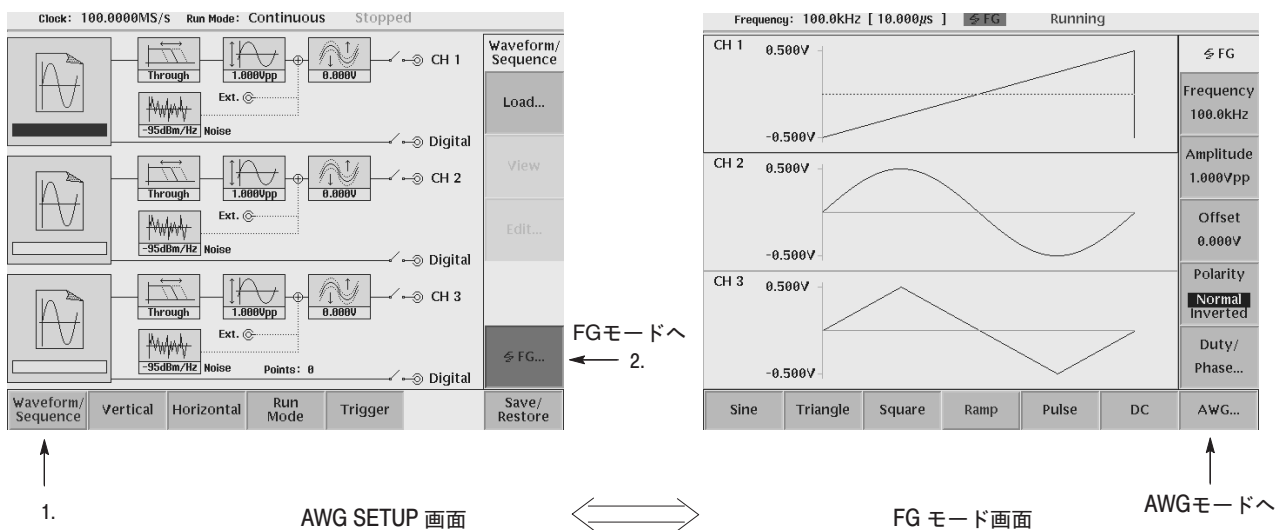 Clock: 100.0000MS/s Run Mode: Continuous Stopped
Waveform/
Sequence
Through
1.000Vpp
0.000V
CH 1
Ext.
-95dBm/Hz Noise
Digital
Load...
Through
1.000Vpp
0.000V
CH 2
Ext.
-95dBm/Hz Noise
Digital
View
Edit...
Through
1.000Vpp
0.000V
CH 3
Ext.
-95dBm/Hz Noise
Points: 0
Digital
FG...
FGモードへ
2.
Waveform/
Sequence
Vertical
Horizontal
Run
Mode
Trigger
Save/
Restore
1.
AWG SETUP 画面
Frequency: 100.0kHz [ 10.000µs ] FG Running
CH 1
0.500V
-0.500V
CH 2
0.500V
-0.500V
CH 3
0.500V
-0.500V
FG
Frequency
100.0kHz
Amplitude
1.000Vpp
Offset
0.000V
Polarity
Normal
Inverted
Duty/
Phase...
Sine
Triangle
Square
Ramp
Pulse
DC
AWG...
AWGモードへ
FG モード画面